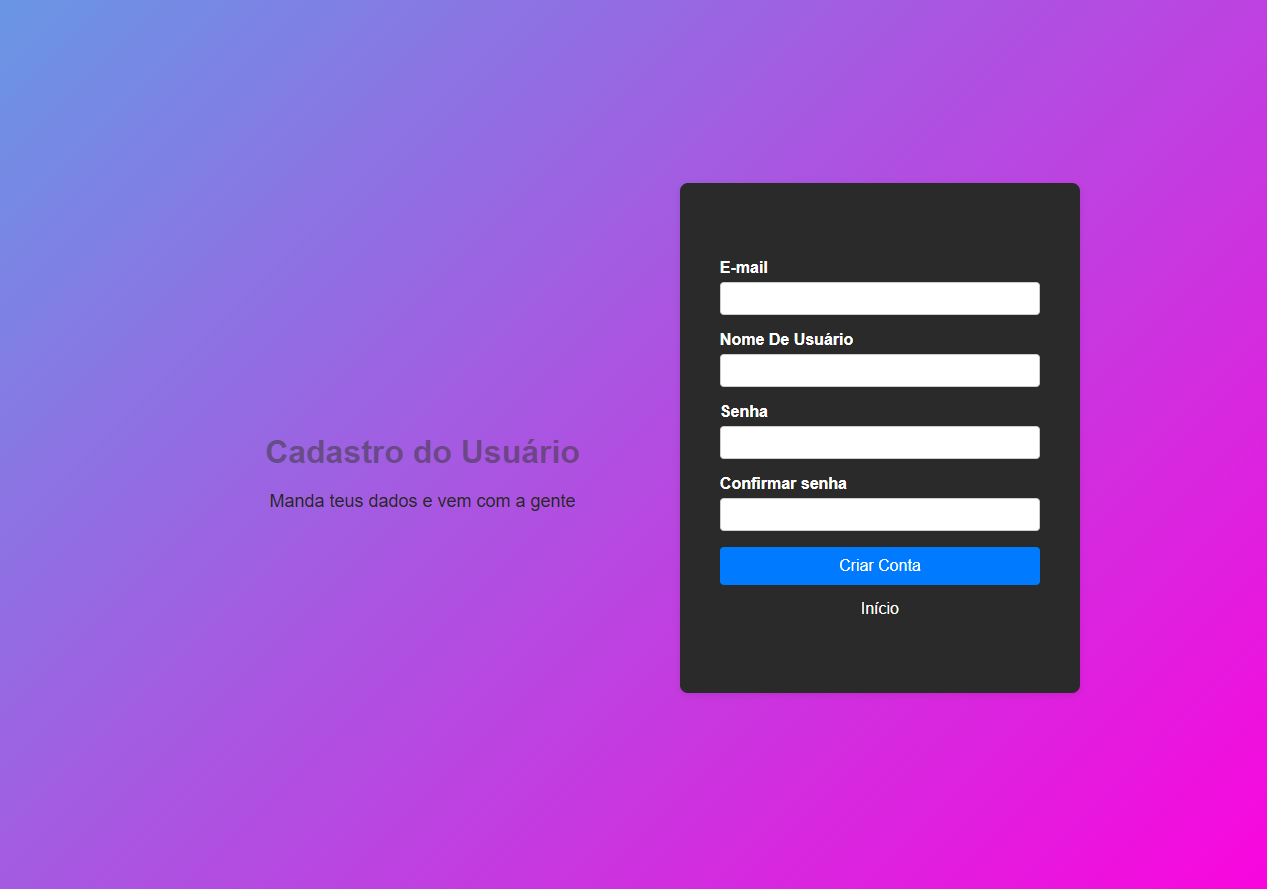 Cadastro do Usuário
Manda teus dados e vem com a gente
E-mail
Nome De Usuário
Senha
Confirmar senha
Criar Conta
Início